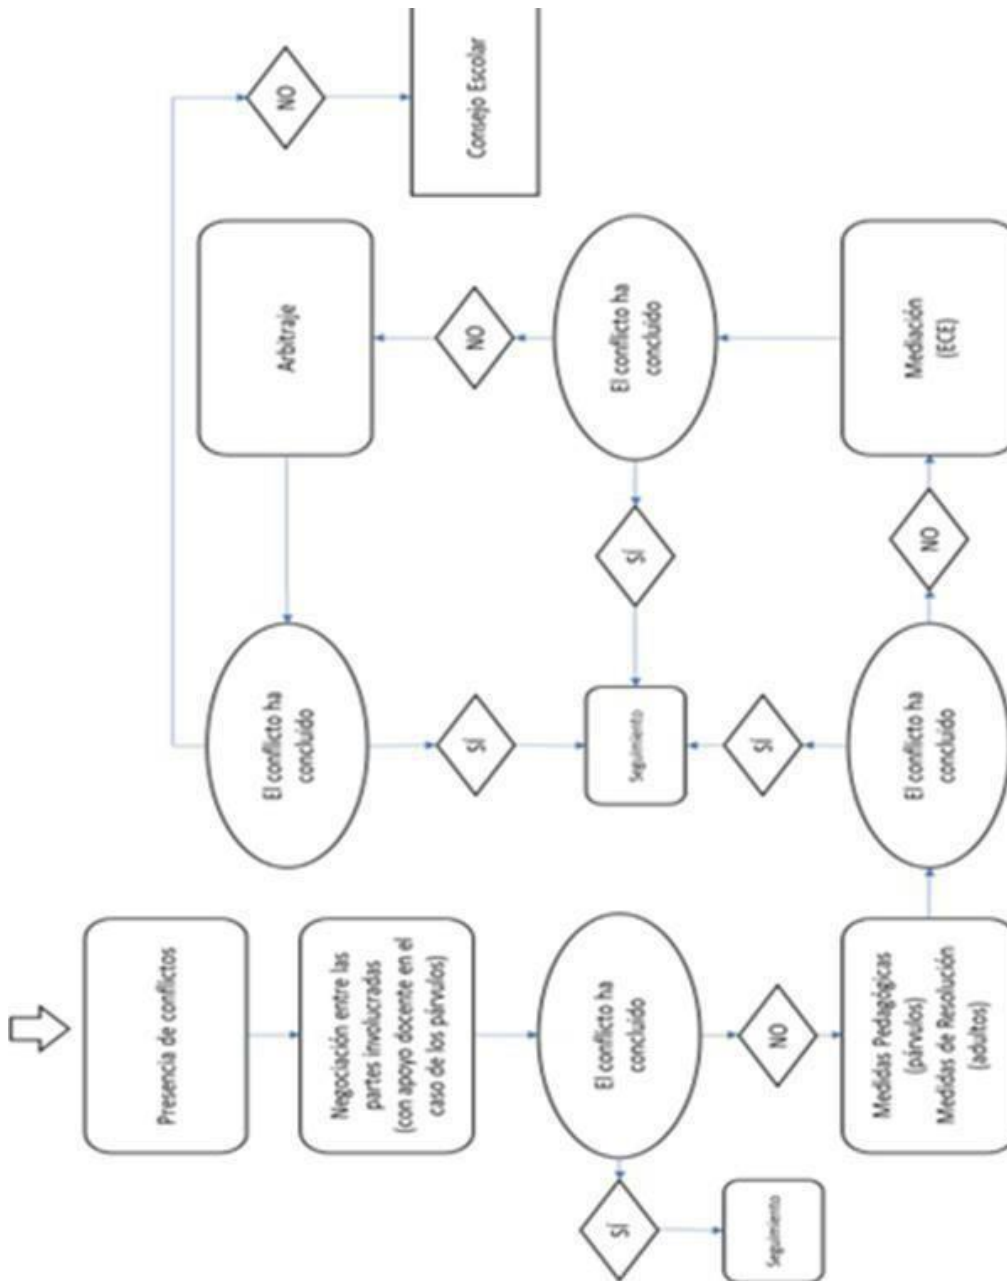 Presencia de conflictos
Negociación entre las
partes involucradas
(con apoyo docente en el
caso de los párvulos)
El conflicto ha
concluido
SÍ
Seguimiento
NO
Medidas Pedagógicas
(párvulos)
Medidas de Resolución
(adultos)
El conflicto ha
concluido
SÍ
Seguimiento
NO
Mediación
(ECE)
El conflicto ha
concluido
SÍ
NO
Arbitraje
El conflicto ha
concluido
SÍ
NO
Consejo Escolar